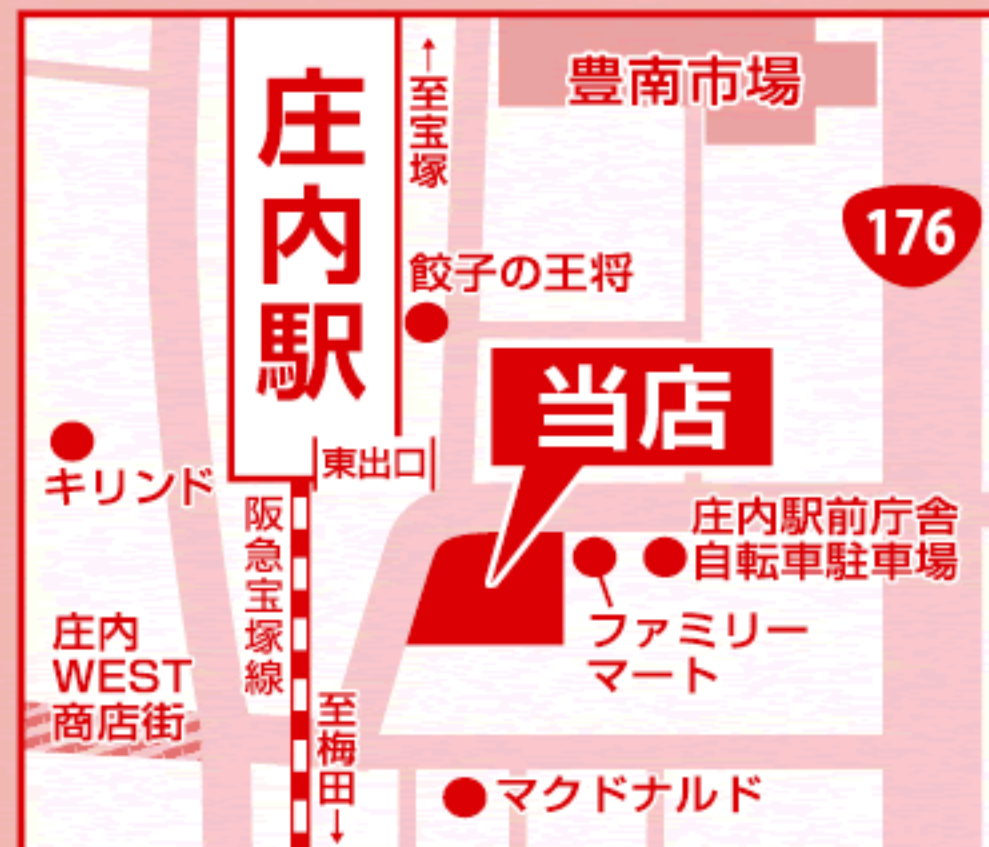 庄内駅
↑至宝塚
豊南市場
176
餃子の王将
当店
キリンド
東出口
阪急宝塚線
庄内駅前庁舎
自転車駐車場
ファミリー
マート
庄内
WEST
商店街
至梅田↓
マクドナルド